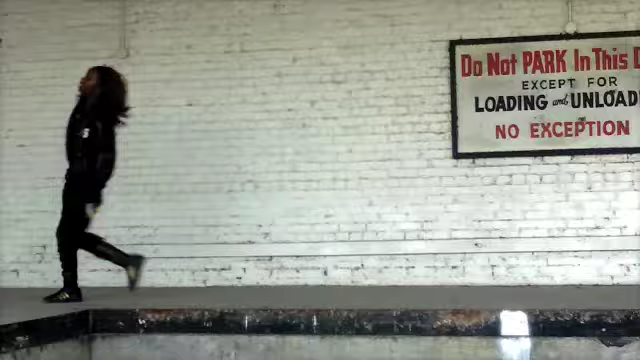 Do Not PARK In This
EXCEPT FOR
LOADING and UNLOAD
NO EXCEPTION